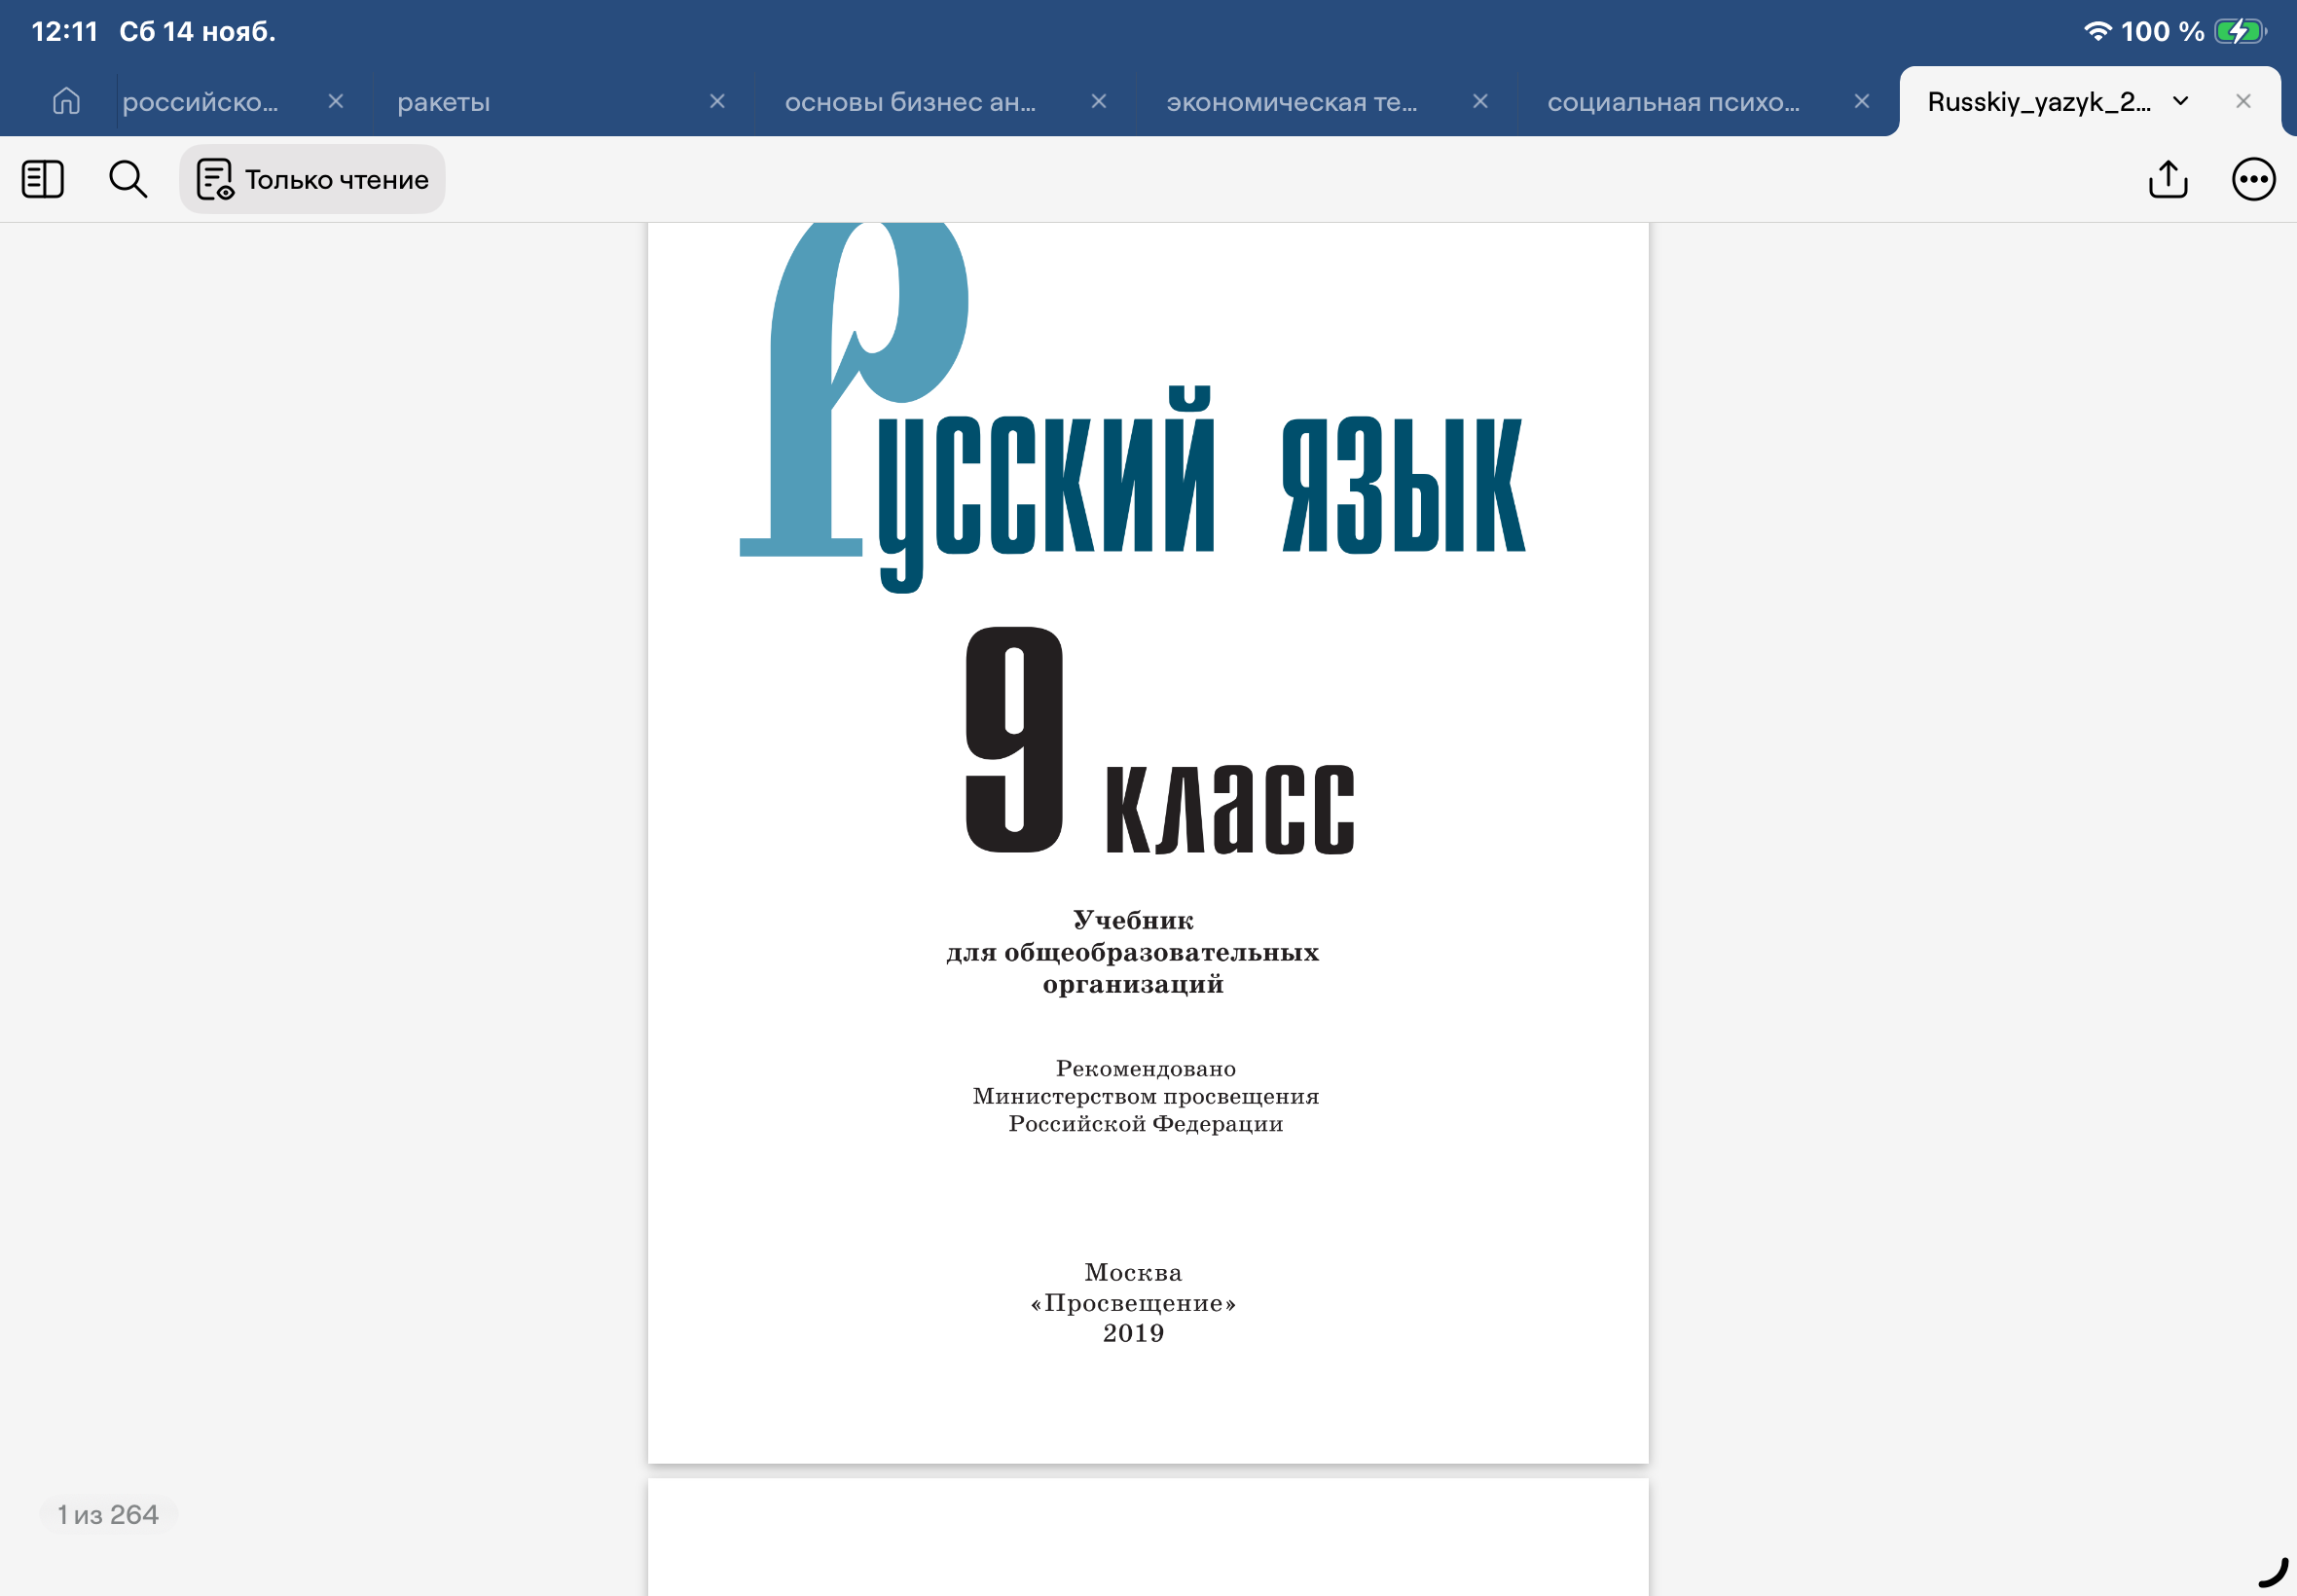 12:11 Сб 14 нояб.
100 %
российско...
ракеты
основы бизнес ан...
экономическая те...
социальная психо...
Russkiy_yazyk_2...
Только чтение
Русский язык
9 класс
Учебник
для общеобразовательных
организаций
Рекомендовано
Министерством просвещения
Российской Федерации
Москва
«Просвещение»
2019
1 из 264